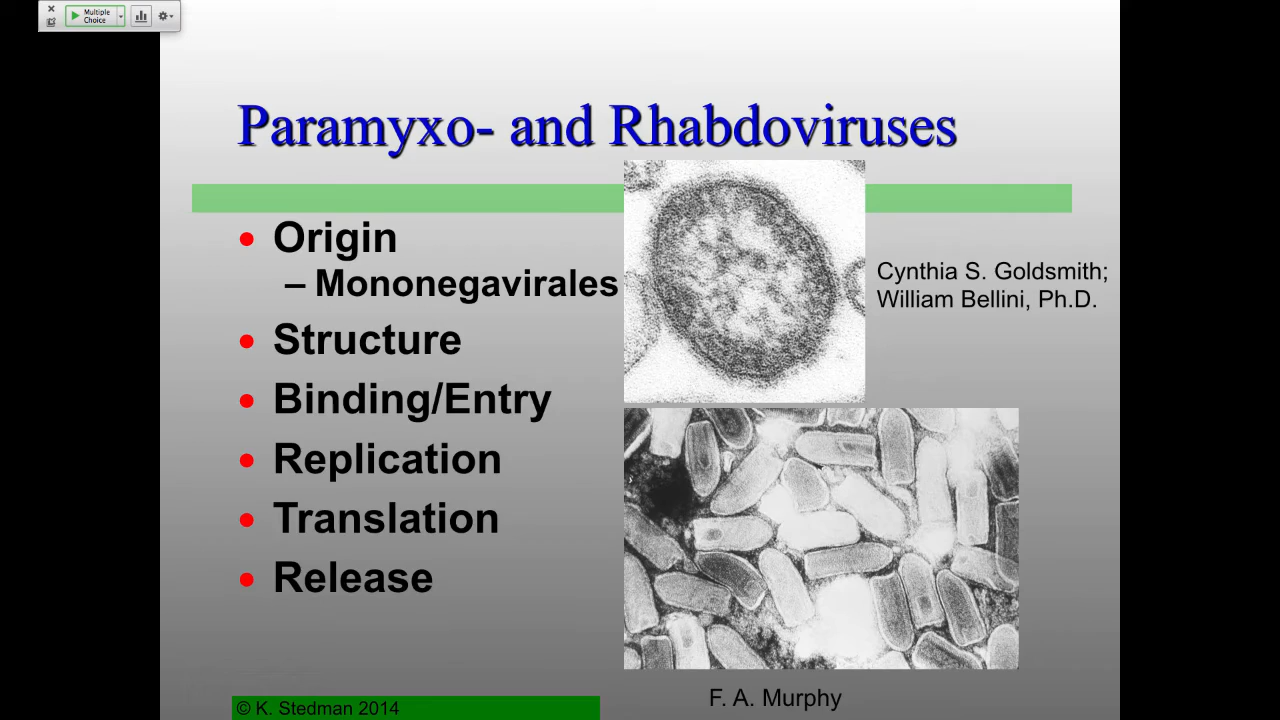 Multiple
Choice
Paramyxo- and Rhabdoviruses
• Origin
– Mononegavirales
• Structure
• Binding/Entry
• Replication
• Translation
• Release
Cynthia S. Goldsmith;
William Bellini, Ph.D.
F. A. Murphy
© K. Stedman 2014